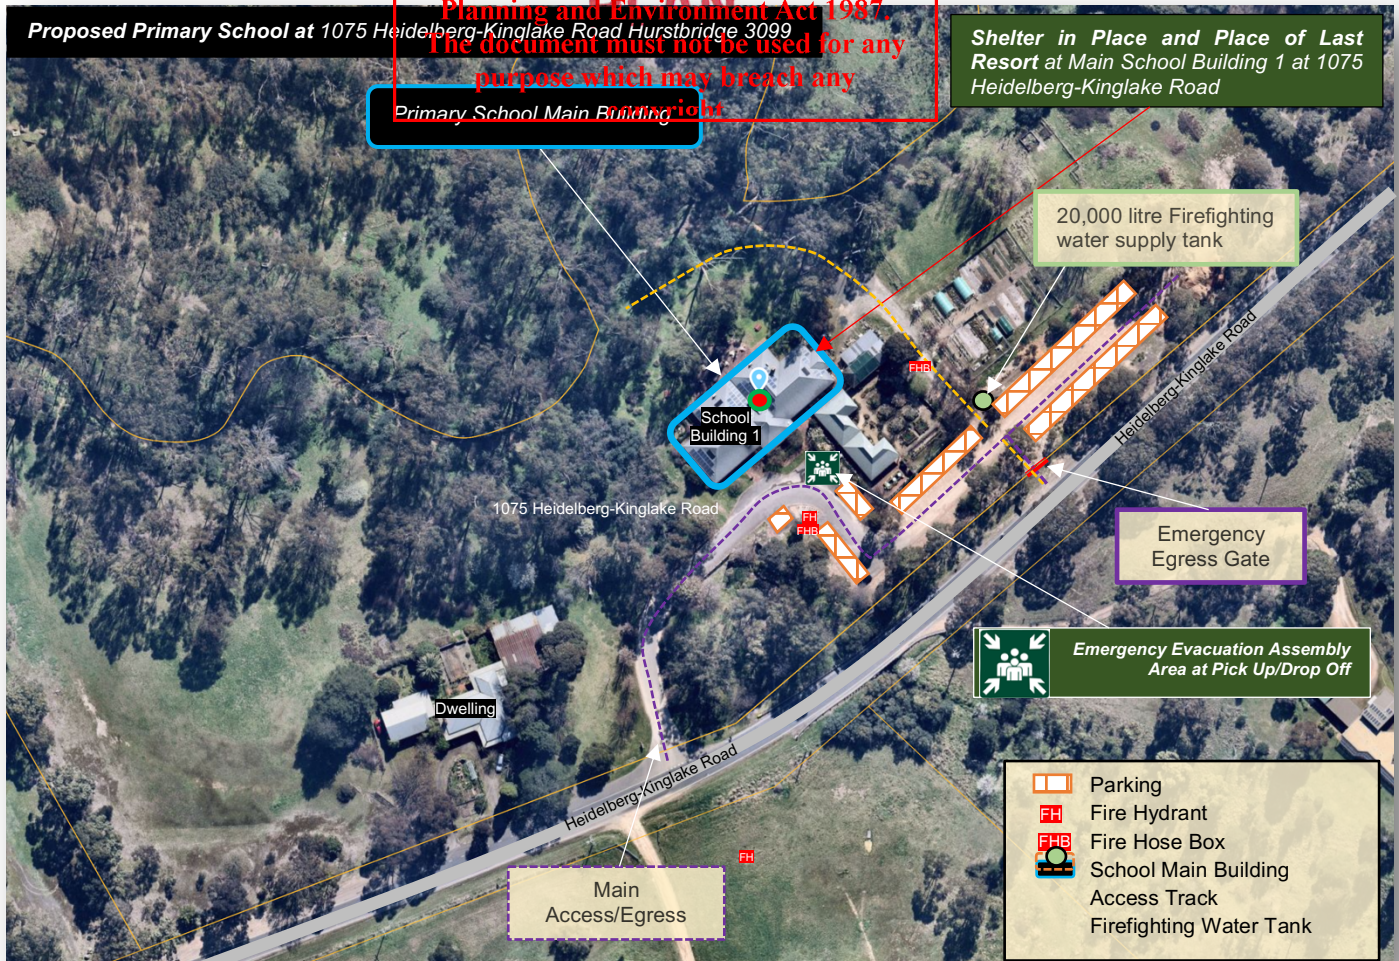 Planning and Environment Act 1987.
The document must not be used for any
purpose which may breach any
copyright
Proposed Primary School at 1075 Heidelberg-Kinglake Road Hurstbridge 3099
Primary School Main Building
Shelter in Place and Place of Last
Resort at Main School Building 1 at 1075
Heidelberg-Kinglake Road
20,000 litre Firefighting
water supply tank
Heidelberg-Kinglake Road
FHB
School
Building 1
1075 Heidelberg-Kinglake Road
FH
FHB
Emergency
Egress Gate
Emergency Evacuation Assembly
Area at Pick Up/Drop Off
Dwelling
Heidelberg-Kinglake Road
FH
Main
Access/Egress
Parking
FH Fire Hydrant
FHB Fire Hose Box
School Main Building
Access Track
Firefighting Water Tank